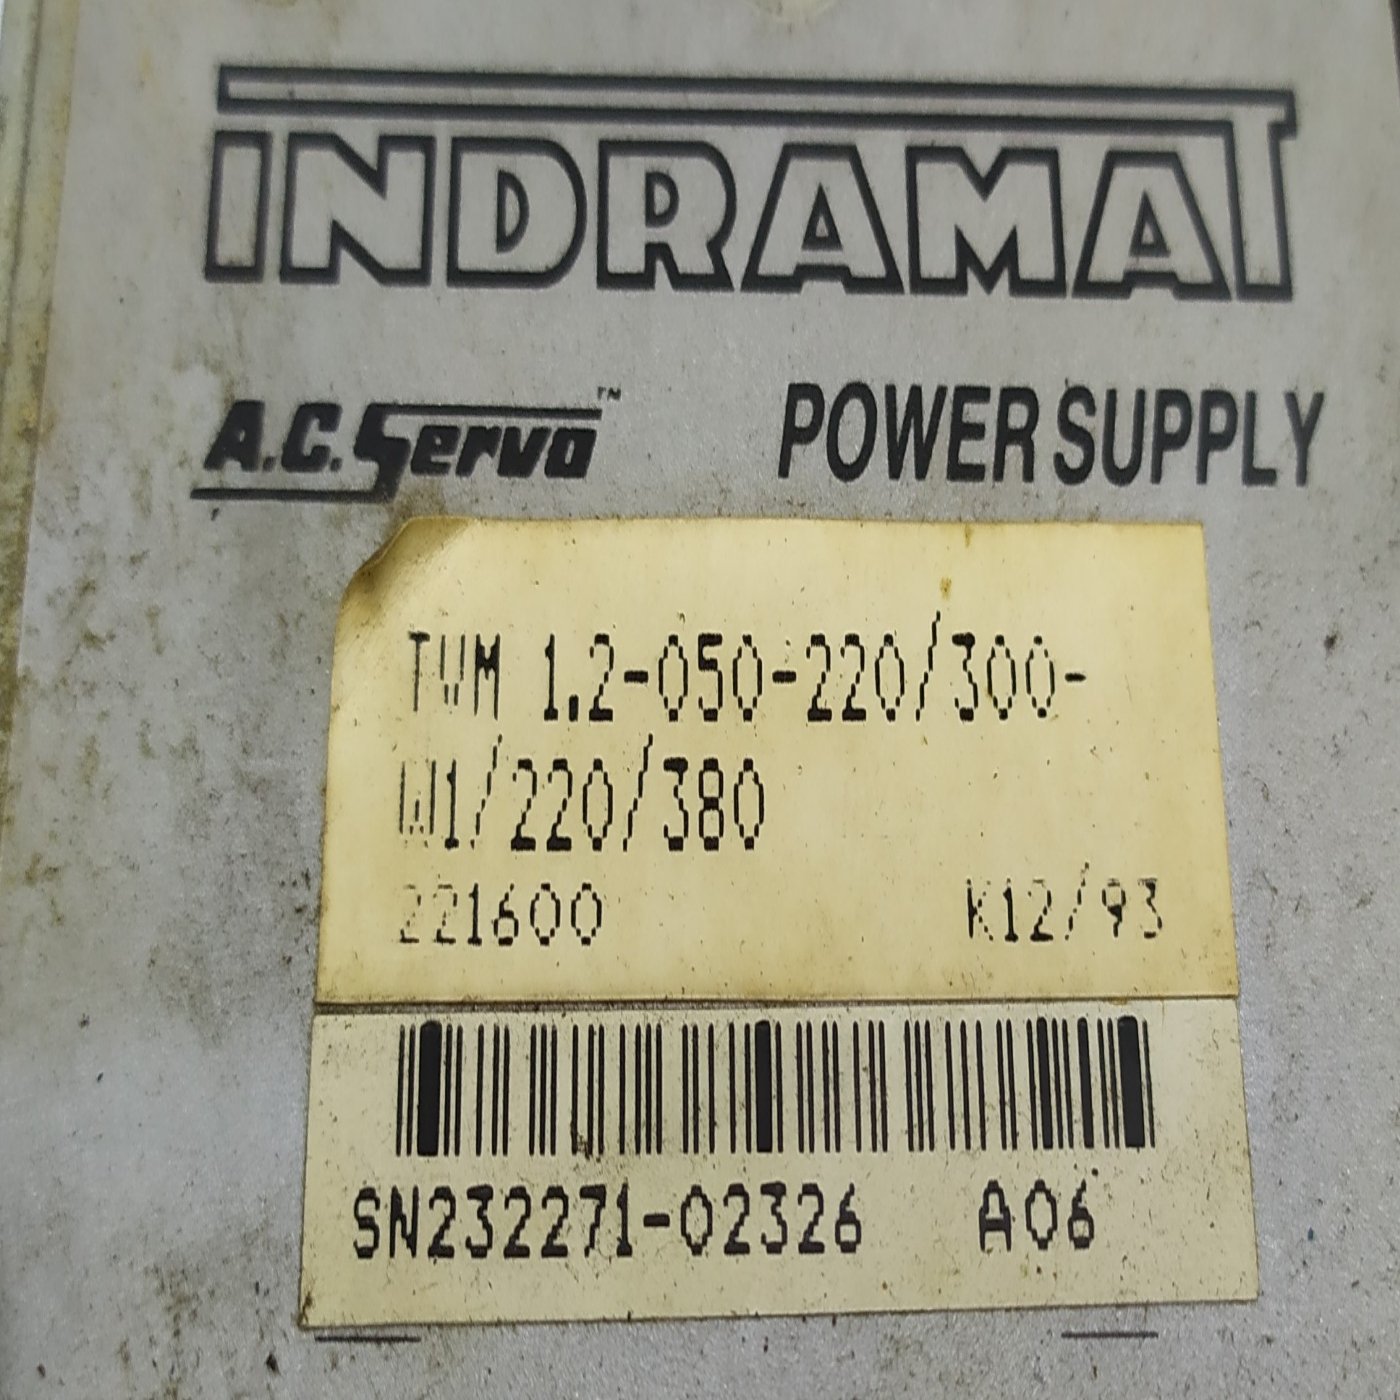 INDRAMAT
A.C. Servo™ POWER SUPPLY
TVM 1.2-050-220/300-
W1/220/380
221600 K12/93
SN232271-02326 A06